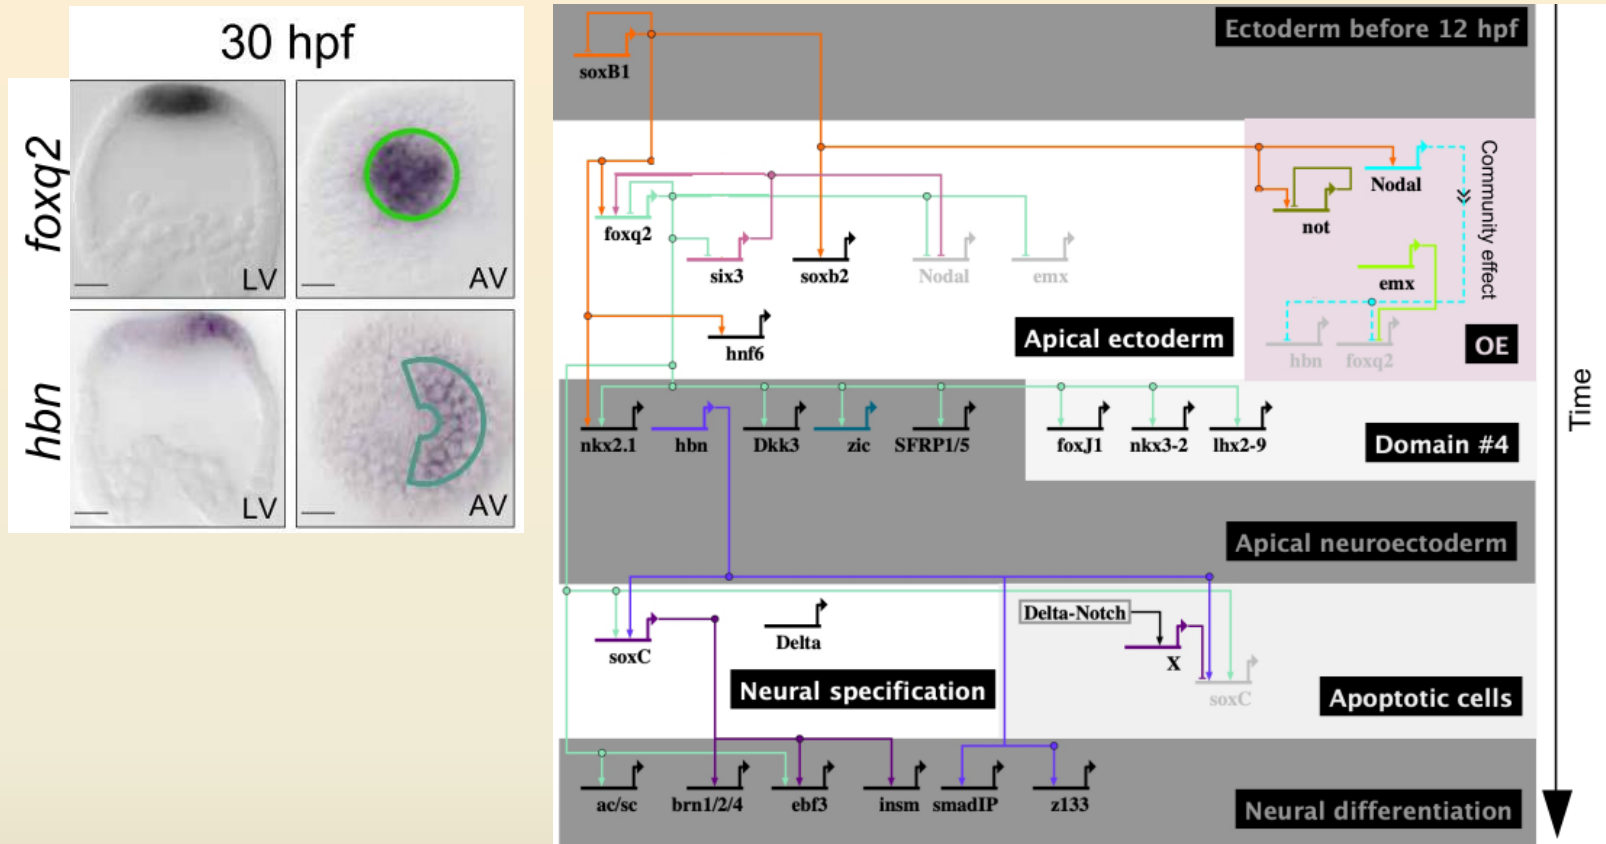 30 hpf
foxq2
LV
AV
hbn
LV
AV
Ectoderm before 12 hpf
soxB1
Nodal
not
Community effect
foxq2
six3
soxb2
Nodal
emx
emx
hnf6
Apical ectoderm
hbn
foxq2
OE
Time
nkx2.1
hbn
Dkk3
zic
SFRP1/5
foxJ1
nkx3-2
lhx2-9
Domain #4
Apical neuroectoderm
Delta-Notch
soxC
Delta
X
soxC
Neural specification
Apoptotic cells
ac/sc
brn1/2/4
ebf3
insm
smadIP
z133
Neural differentiation